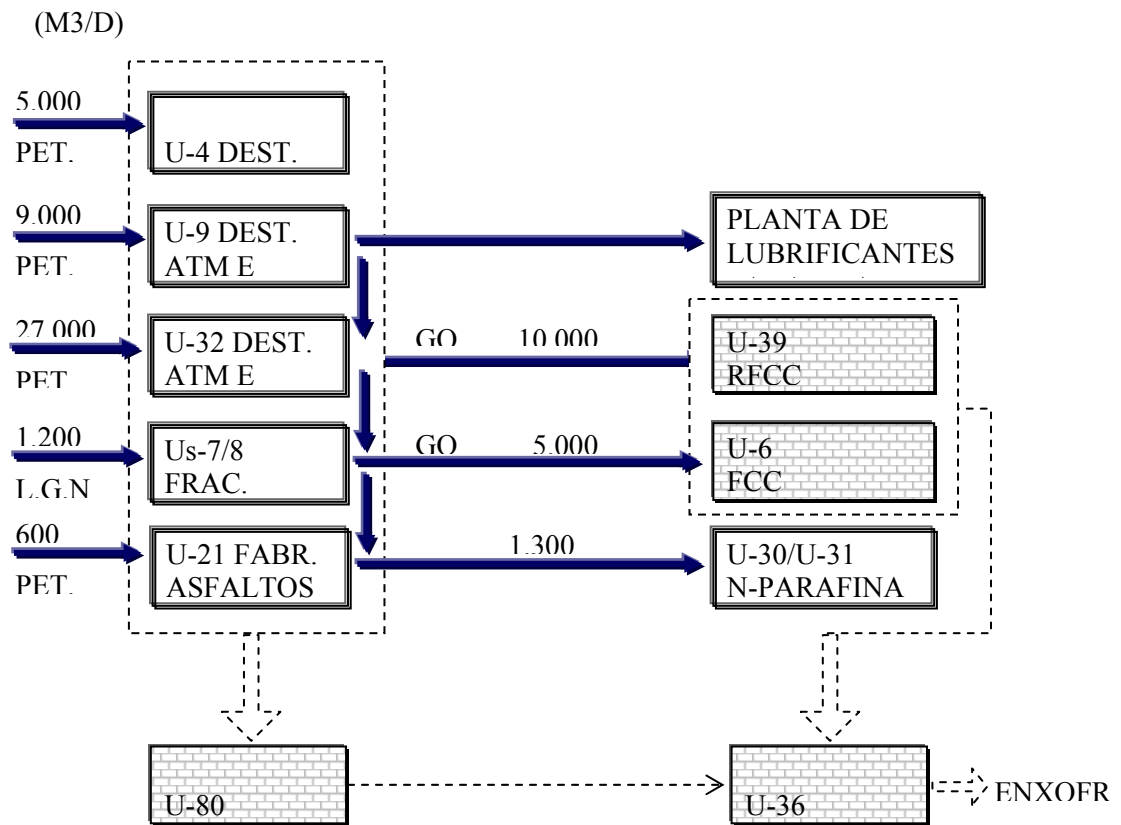 (M3/D)
5.000
PET.
U-4 DEST.
9.000
PET.
U-9 DEST.
ATM E
PLANTA DE
LUBRIFICANTES
27.000
PET
U-32 DEST.
ATM E
GO 10.000
U-39
RFCC
1.200
L.G.N
Us-7/8
FRAC.
GO 5.000
U-6
FCC
600
PET.
U-21 FABR.
ASFALTOS
1.300
U-30/U-31
N-PARAFINA
U-80
U-36
ENXOFR